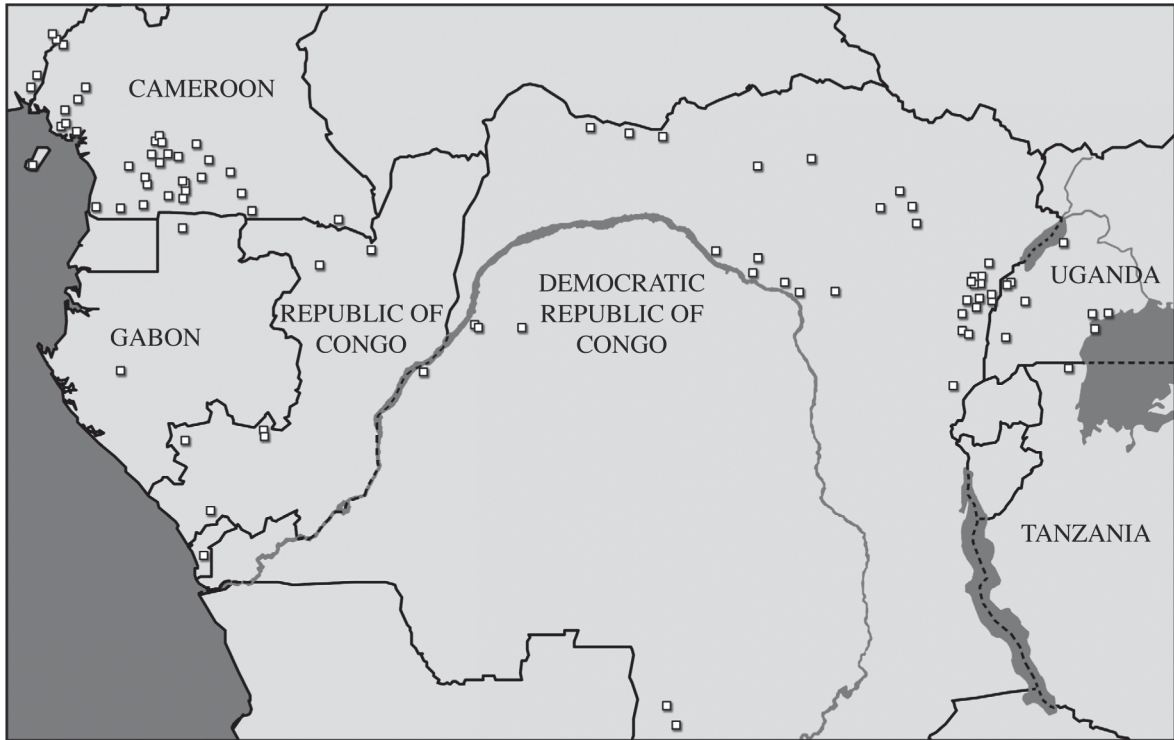 CAMEROON
UGANDA
DEMOCRATIC
REPUBLIC OF
CONGO
REPUBLIC OF
CONGO
GABON
TANZANIA